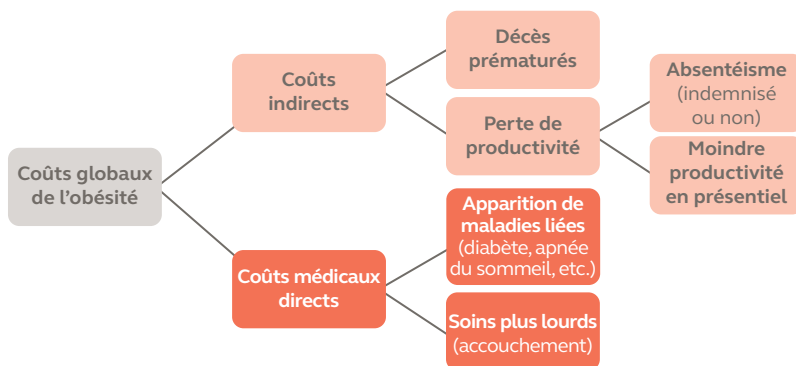 Coûts globaux
de l’obésité
Coûts
indirects
Décès
prématurés
Perte de
productivité
Absentéisme
(indemnisé
ou non)
Moindre
productivité
en présentiel
Coûts médicaux
directs
Apparition de
maladies liées
(diabète, apnée
du sommeil, etc.)
Soins plus lourds
(accouchement)